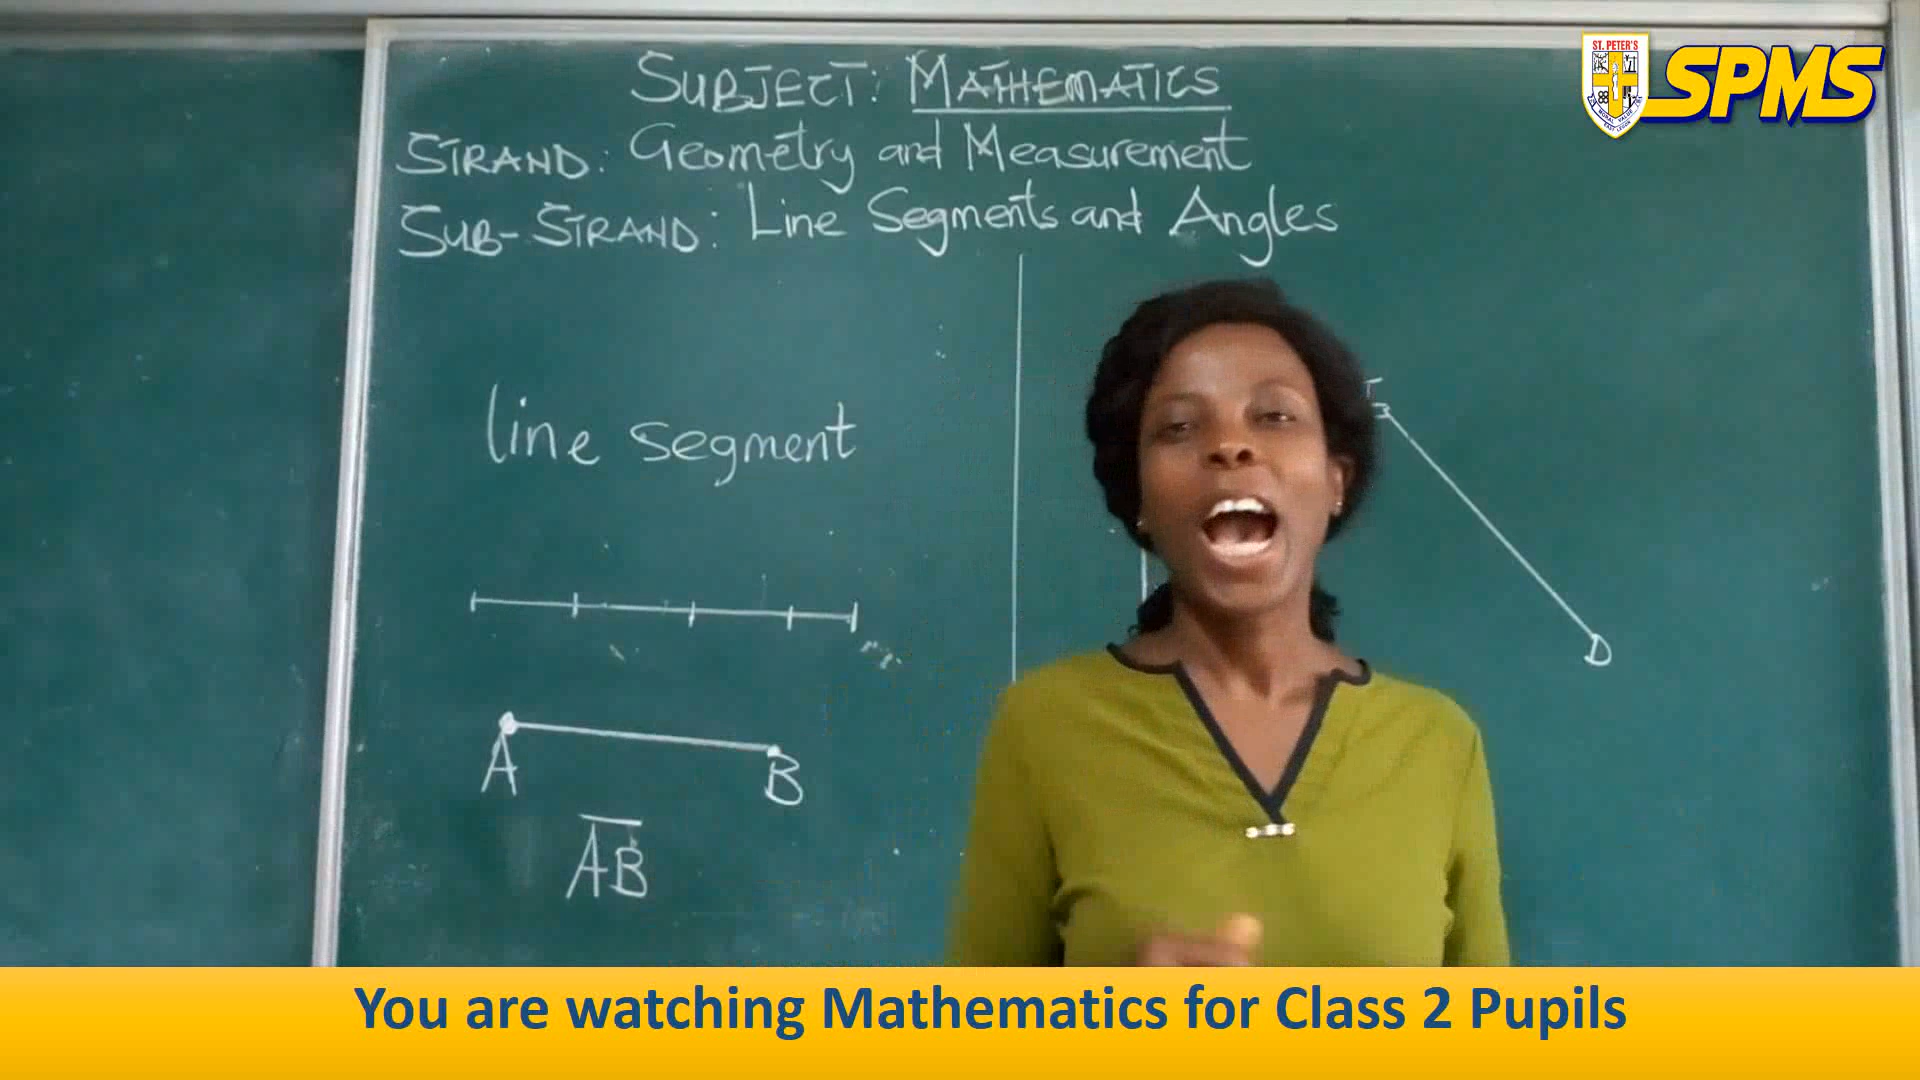 SUBJECT: MATHEMATICS
STRAND: Geometry and Measurement
SUB-STRAND: Line Segments and Angles
line segment
A B
AB
D
ST. PETER'S
SPMS
You are watching Mathematics for Class 2 Pupils